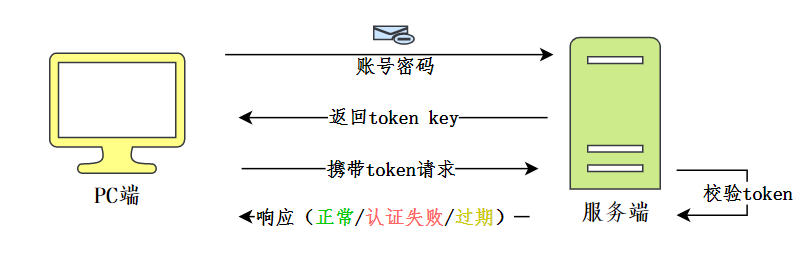 账号密码
返回token key
携带token请求
PC端
校验token
响应（正常/认证失败/过期）
服务端